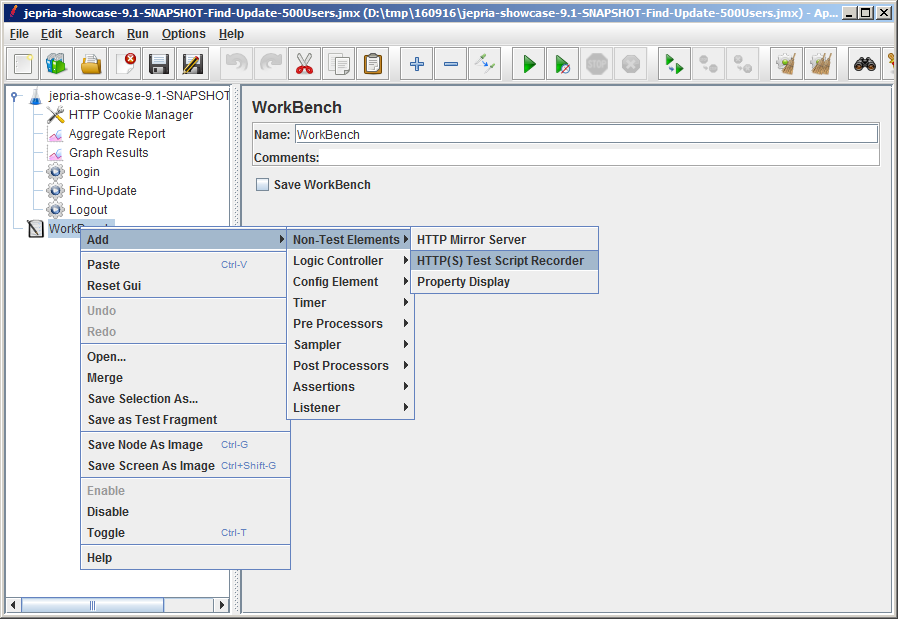 jepria-showcase-9.1-SNAPSHOT-Find-Update-500Users.jmx (D:\tmp\160916\jepria-showcase-9.1-SNAPSHOT-Find-Update-500Users.jmx) - Ap...
File Edit Search Run Options Help
STOP
jepria-showcase-9.1-SNAPSHOT
HTTP Cookie Manager
Aggregate Report
Graph Results
Login
Find-Update
Logout
WorkBench
WorkBench
Name: WorkBench
Comments:
Save WorkBench
Add
Paste Ctrl-V
Reset Gui
Undo
Redo
Open...
Merge
Save Selection As...
Save as Test Fragment
Save Node As Image Ctrl-G
Save Screen As Image Ctrl+Shift-G
Enable
Disable
Toggle Ctrl-T
Help
Non-Test Elements
Logic Controller
Config Element
Timer
Pre Processors
Sampler
Post Processors
Assertions
Listener
HTTP Mirror Server
HTTP(S) Test Script Recorder
Property Display